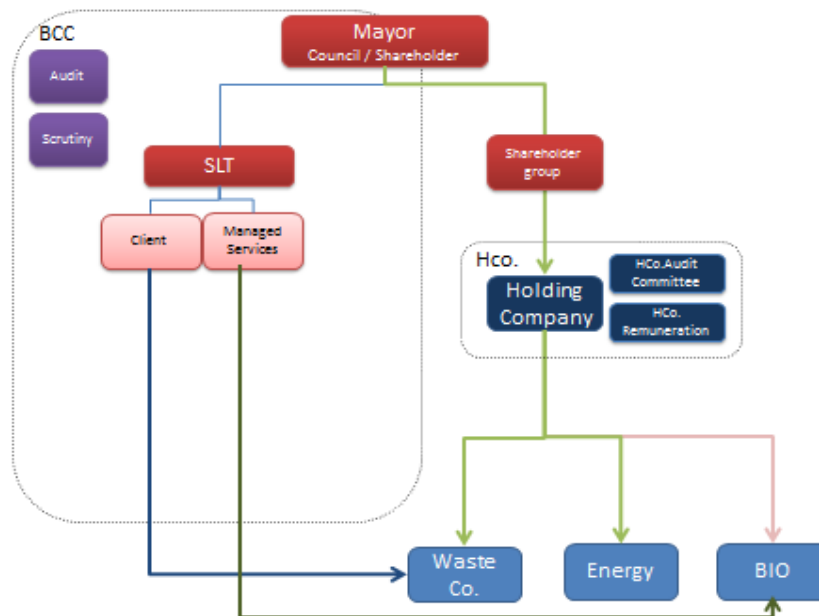 BCC
Mayor
Council / Shareholder
Audit
Scrutiny
SLT
Shareholder
group
Client
Managed
Services
Hco.
HCo.Audit
Committee
Holding
Company
HCo.
Remuneration
Waste
Co.
Energy
BIO